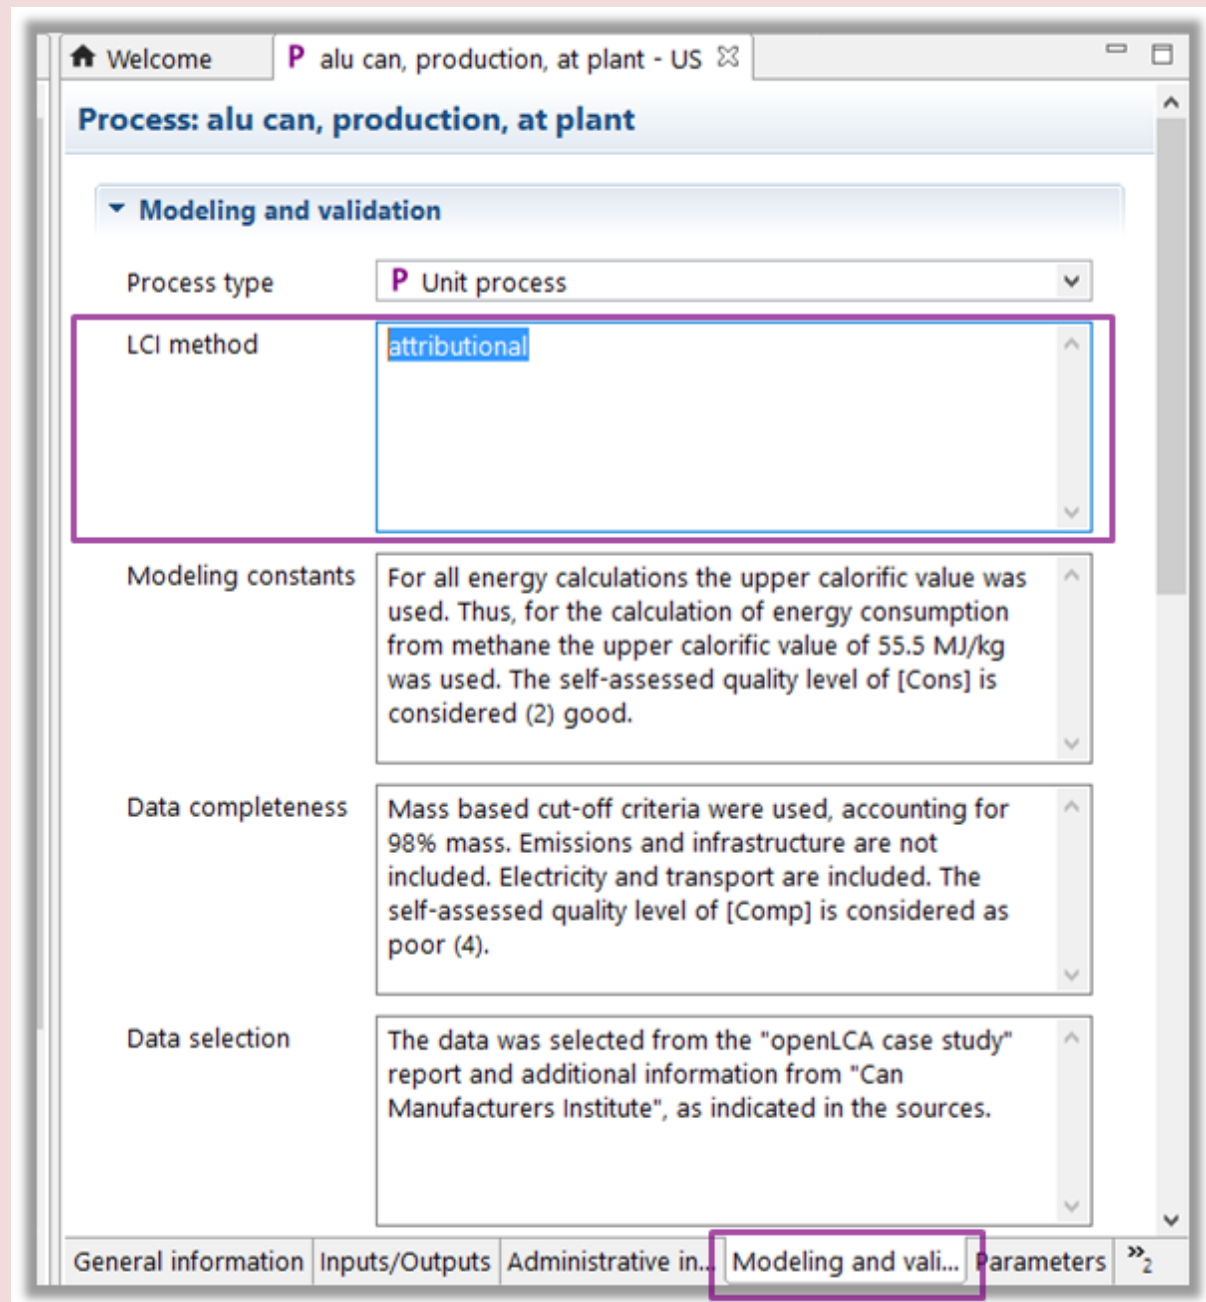 Welcome
P alu can, production, at plant - US
Process: alu can, production, at plant
Modeling and validation
Process type
P Unit process
LCI method
attributional
Modeling constants
For all energy calculations the upper calorific value was
used. Thus, for the calculation of energy consumption
from methane the upper calorific value of 55.5 MJ/kg
was used. The self-assessed quality level of [Cons] is
considered (2) good.
Data completeness
Mass based cut-off criteria were used, accounting for
98% mass. Emissions and infrastructure are not
included. Electricity and transport are included. The
self-assessed quality level of [Comp] is considered as
poor (4).
Data selection
The data was selected from the "openLCA case study"
report and additional information from "Can
Manufacturers Institute", as indicated in the sources.
General information Inputs/Outputs Administrative in... Modeling and vali... Parameters »2